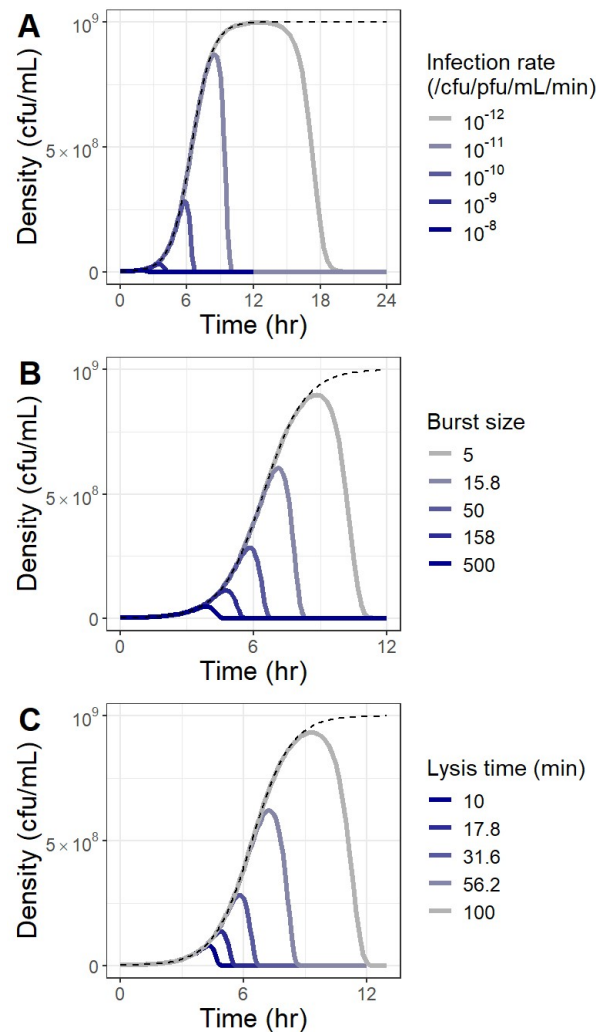 A
10⁹
5 × 10⁸
0
Density (cfu/mL)
0 6 12 18 24
Time (hr)
Infection rate
(/cfu/pfu/mL/min)
10⁻¹²
10⁻¹¹
10⁻¹⁰
10⁻⁹
10⁻⁸
B
10⁹
5 × 10⁸
0
Density (cfu/mL)
0 6 12
Time (hr)
Burst size
5
15.8
50
158
500
C
10⁹
5 × 10⁸
0
Density (cfu/mL)
0 6 12
Time (hr)
Lysis time (min)
10
17.8
31.6
56.2
100